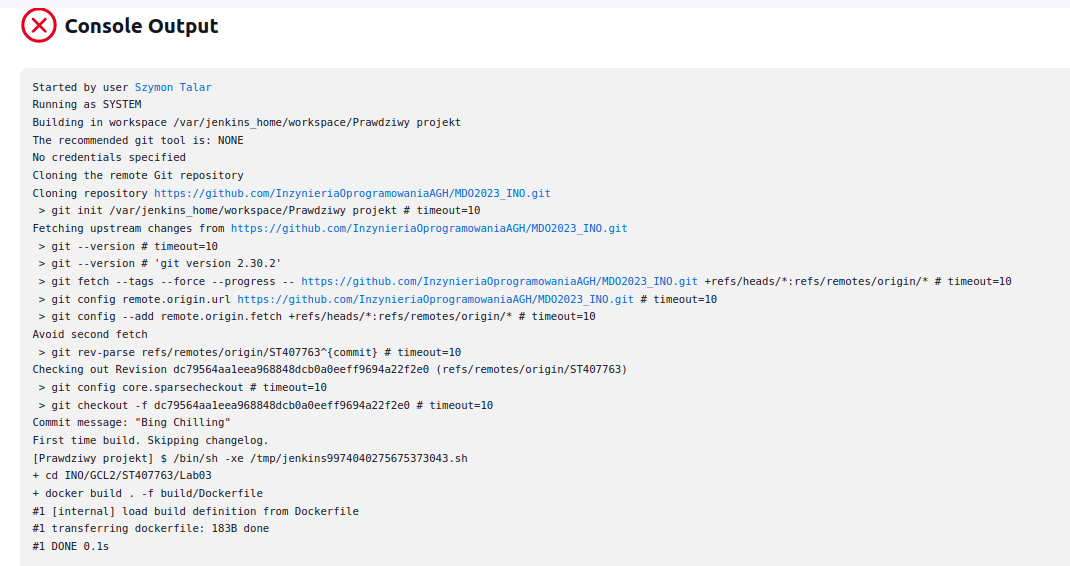 Console Output
Started by user Szymon Talar
Running as SYSTEM
Building in workspace /var/jenkins_home/workspace/Prawdziwy projekt
The recommended git tool is: NONE
No credentials specified
Cloning the remote Git repository
Cloning repository https://github.com/InzynieriaOprogramowaniaAGH/MDO2023_INO.git
 > git init /var/jenkins_home/workspace/Prawdziwy projekt # timeout=10
Fetching upstream changes from https://github.com/InzynieriaOprogramowaniaAGH/MDO2023_INO.git
 > git --version # timeout=10
 > git --version # 'git version 2.30.2'
 > git fetch --tags --force --progress -- https://github.com/InzynieriaOprogramowaniaAGH/MDO2023_INO.git +refs/heads/*:refs/remotes/origin/* # timeout=10
 > git config remote.origin.url https://github.com/InzynieriaOprogramowaniaAGH/MDO2023_INO.git # timeout=10
 > git config --add remote.origin.fetch +refs/heads/*:refs/remotes/origin/* # timeout=10
Avoid second fetch
 > git rev-parse refs/remotes/origin/ST407763^{commit} # timeout=10
Checking out Revision dc79564aa1eea968848dcb0a0eeff9694a22f2e0 (refs/remotes/origin/ST407763)
 > git config core.sparsecheckout # timeout=10
 > git checkout -f dc79564aa1eea968848dcb0a0eeff9694a22f2e0 # timeout=10
Commit message: "Bing Chilling"
First time build. Skipping changelog.
[Prawdziwy projekt] $ /bin/sh -xe /tmp/jenkins9974040275675373043.sh
+ cd INO/GCL2/ST407763/Lab03
+ docker build . -f build/Dockerfile
#1 [internal] load build definition from Dockerfile
#1 transferring dockerfile: 183B done
#1 DONE 0.1s